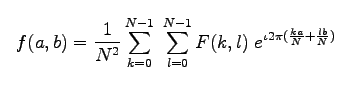 f(a,b) = \frac{1}{N^2} \sum_{k=0}^{N-1} \sum_{l=0}^{N-1} F(k,l) e^{\iota 2\pi(\frac{ka}{N}+\frac{lb}{N})}